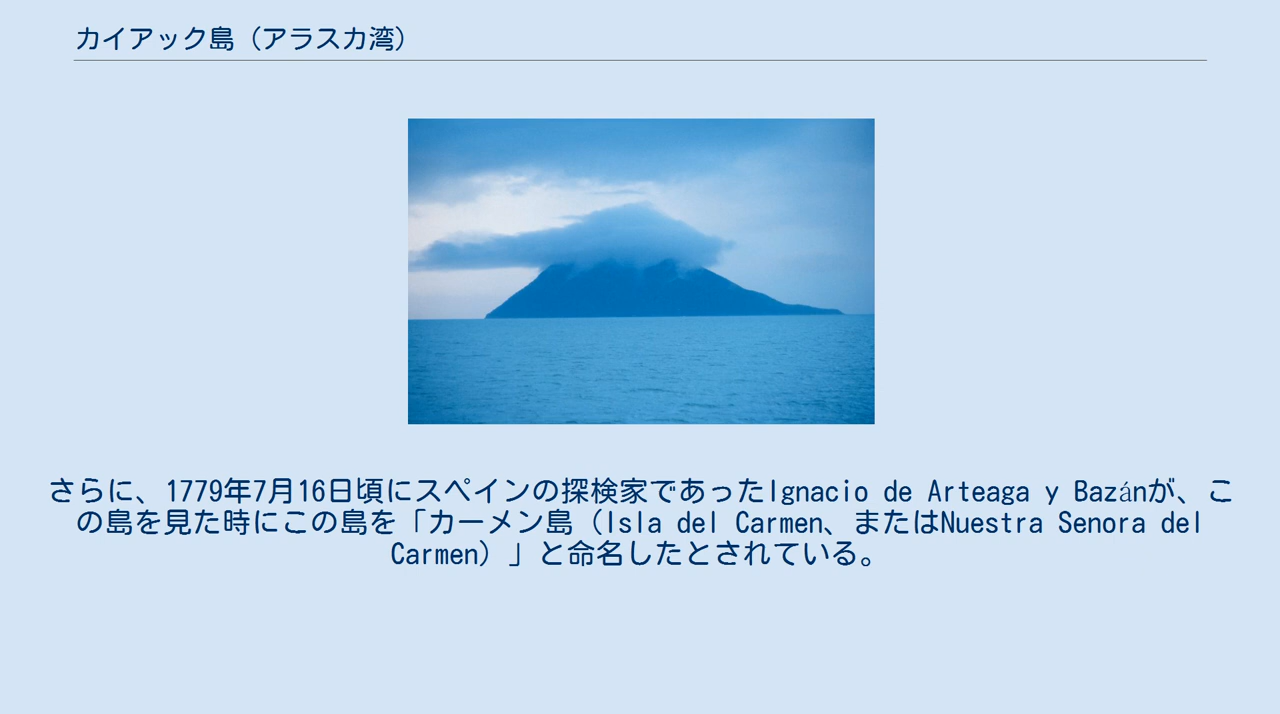 カイアック島（アラスカ湾）
さらに、1779年7月16日頃にスペインの探検家であったIgnacio de Arteaga y Bazánが、こ
の島を見た時にこの島を「カーメン島（Isla del Carmen、またはNuestra Senora del
Carmen）」と命名したとされている。